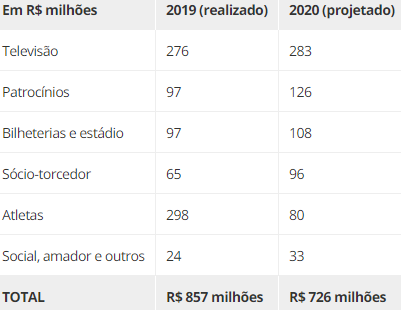 Em R$ milhões 2019 (realizado) 2020 (projetado)
Televisão 276 283
Patrocínios 97 126
Bilheterias e estádio 97 108
Sócio-torcedor 65 96
Atletas 298 80
Social, amador e outros 24 33
TOTAL R$ 857 milhões R$ 726 milhões